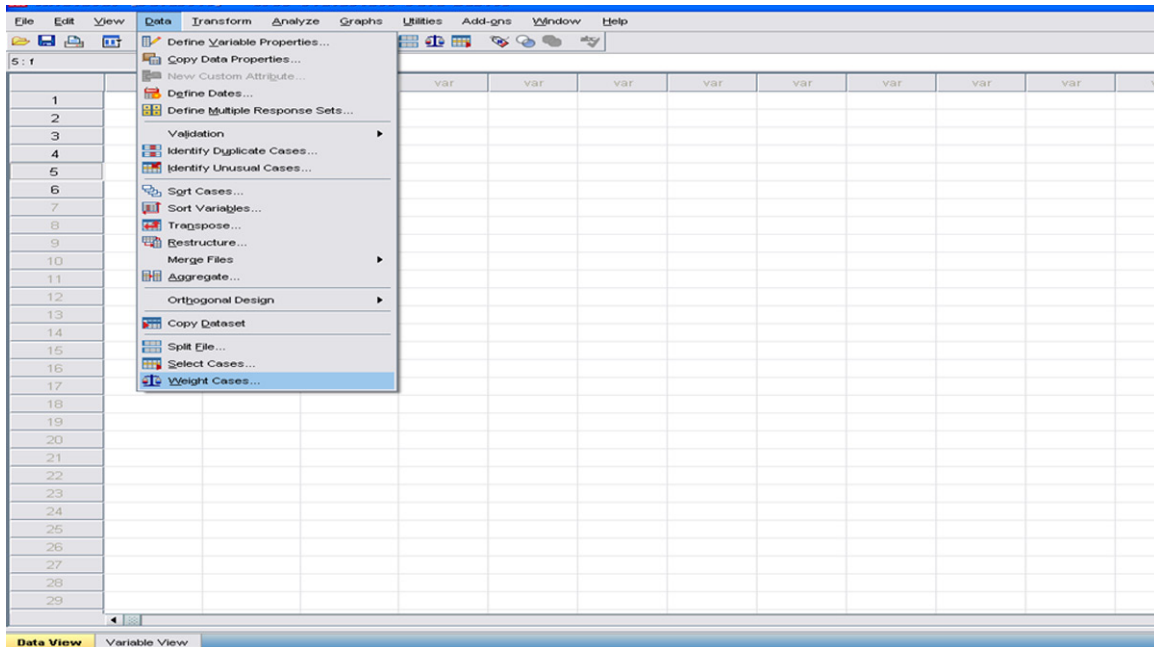 File Edit View Data Transform Analyze Graphs Utilities Add-ons Window Help
5 : f
Define Variable Properties...
Copy Data Properties...
New Custom Attribute...
Define Dates...
Define Multiple Response Sets...
Validation
Identify Duplicate Cases...
Identify Unusual Cases...
Sort Cases...
Sort Variables...
Transpose...
Restructure...
Merge Files
Aggregate...
Orthogonal Design
Copy Dataset
Split File...
Select Cases...
Weight Cases...
var var var var var var var var
1
2
3
4
5
6
7
8
9
10
11
12
13
14
15
16
17
18
19
20
21
22
23
24
25
26
27
28
29
Data View Variable View